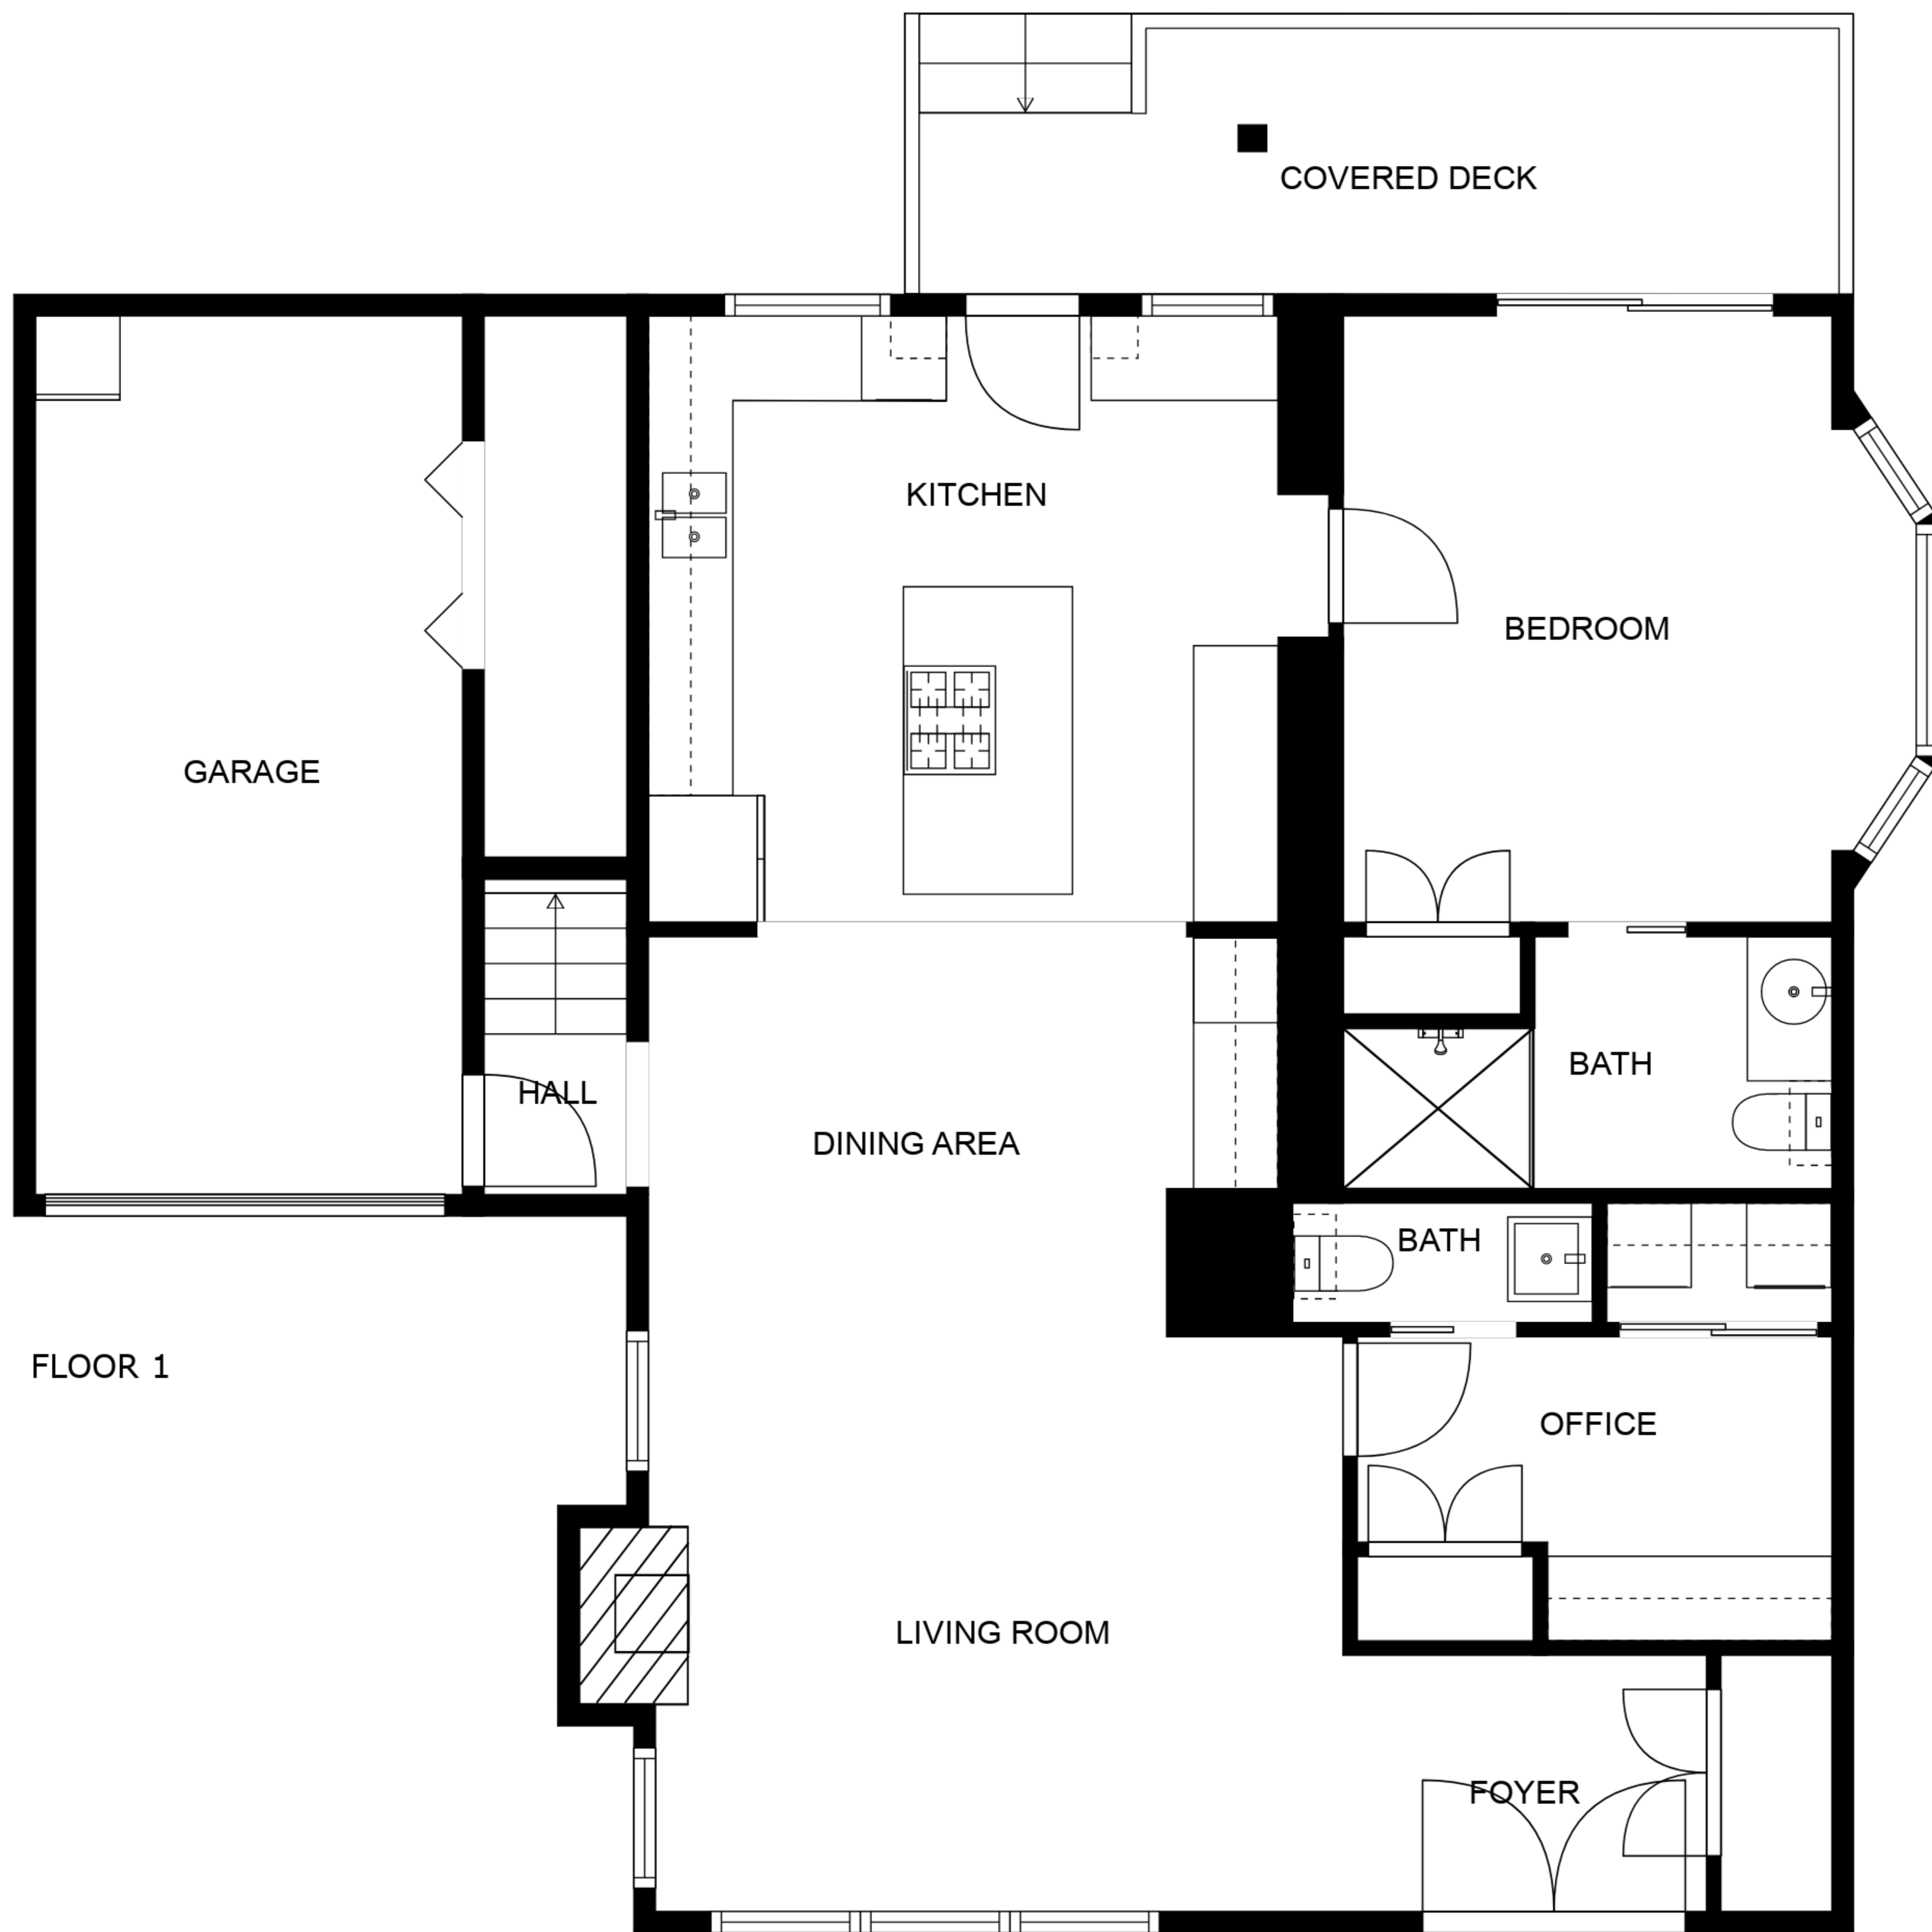 COVERED DECK
KITCHEN
BEDROOM
GARAGE
BATH
HALL
DINING AREA
BATH
FLOOR 1
OFFICE
LIVING ROOM
FOYER